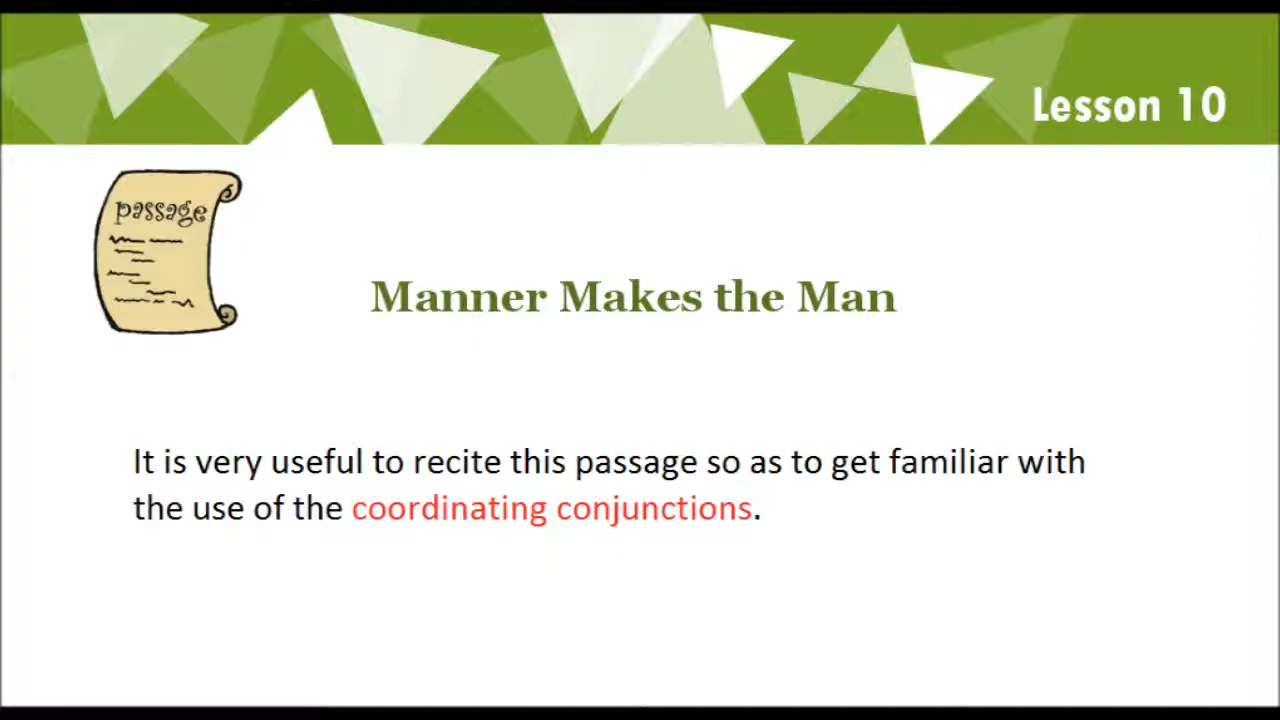 Lesson 10
passage
Manner Makes the Man
It is very useful to recite this passage so as to get familiar with
the use of the coordinating conjunctions.